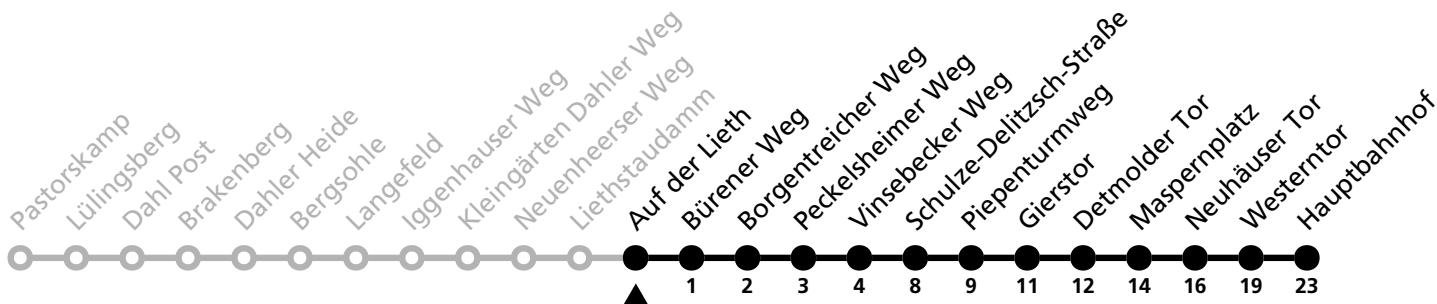 Pastorskamp
Lüllingsberg
Dahl Post
Brakenberg
Dahler Heide
Bergsohle
Langefeld
Iggenhauser Weg
Kleingärten Dahler Weg
Neuenheerser Weg
Liethstaudamm
Auf der Lieth
Bürener Weg
Borgentreicher Weg
Peckelsheimer Weg
Vinsebecker Weg
Schulze-Delitzsch-Straße
Piepenturmweg
Gierstor
Detmolder Tor
Maspernplatz
Neuhäuser Tor
Westerntor
Hauptbahnhof
1 2 3 4 8 9 11 12 14 16 19 23